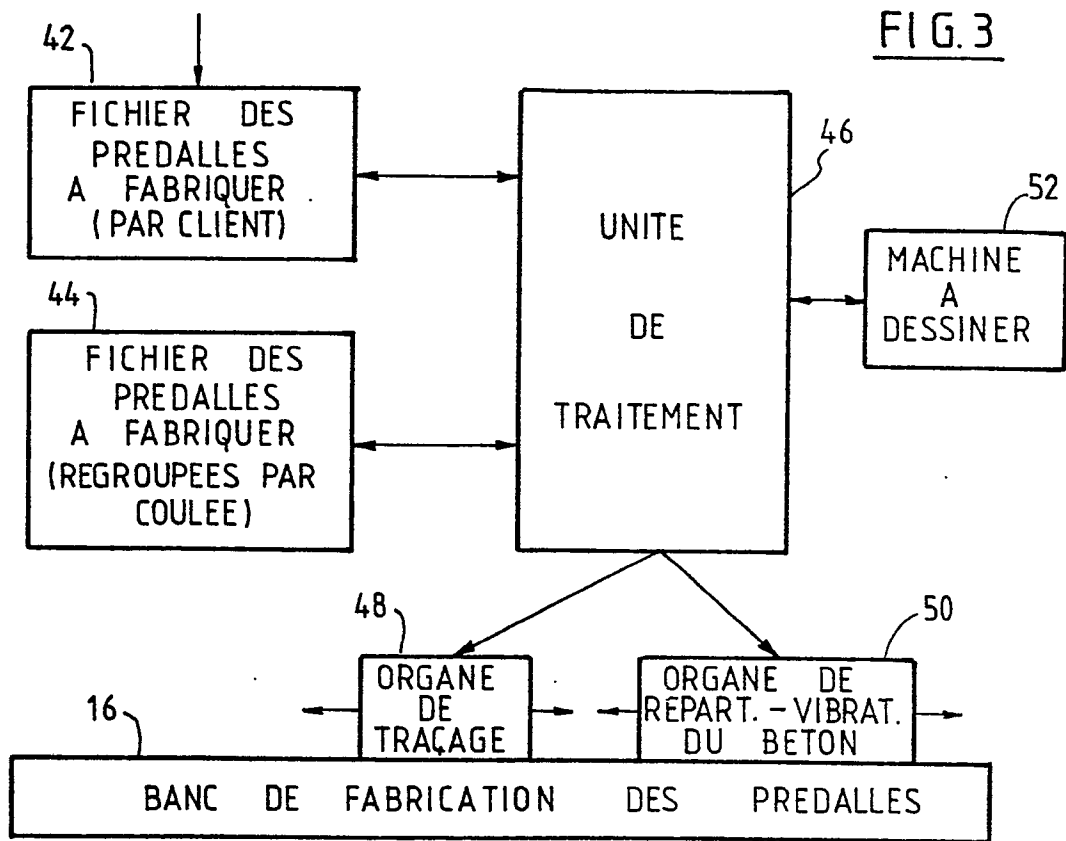 FIG.3
42
FICHIER DES
PREDALLES
A FABRIQUER
(PAR CLIENT)
44
FICHIER DES
PREDALLES
A FABRIQUER
(REGROUPEES PAR
COULEE)
46
UNITE
DE
TRAITEMENT
52
MACHINE
A
DESSINER
48
ORGANE
DE
TRAÇAGE
50
ORGANE DE
RÉPART.-VIBRAT.
DU BETON
16
BANC DE FABRICATION DES PREDALLES